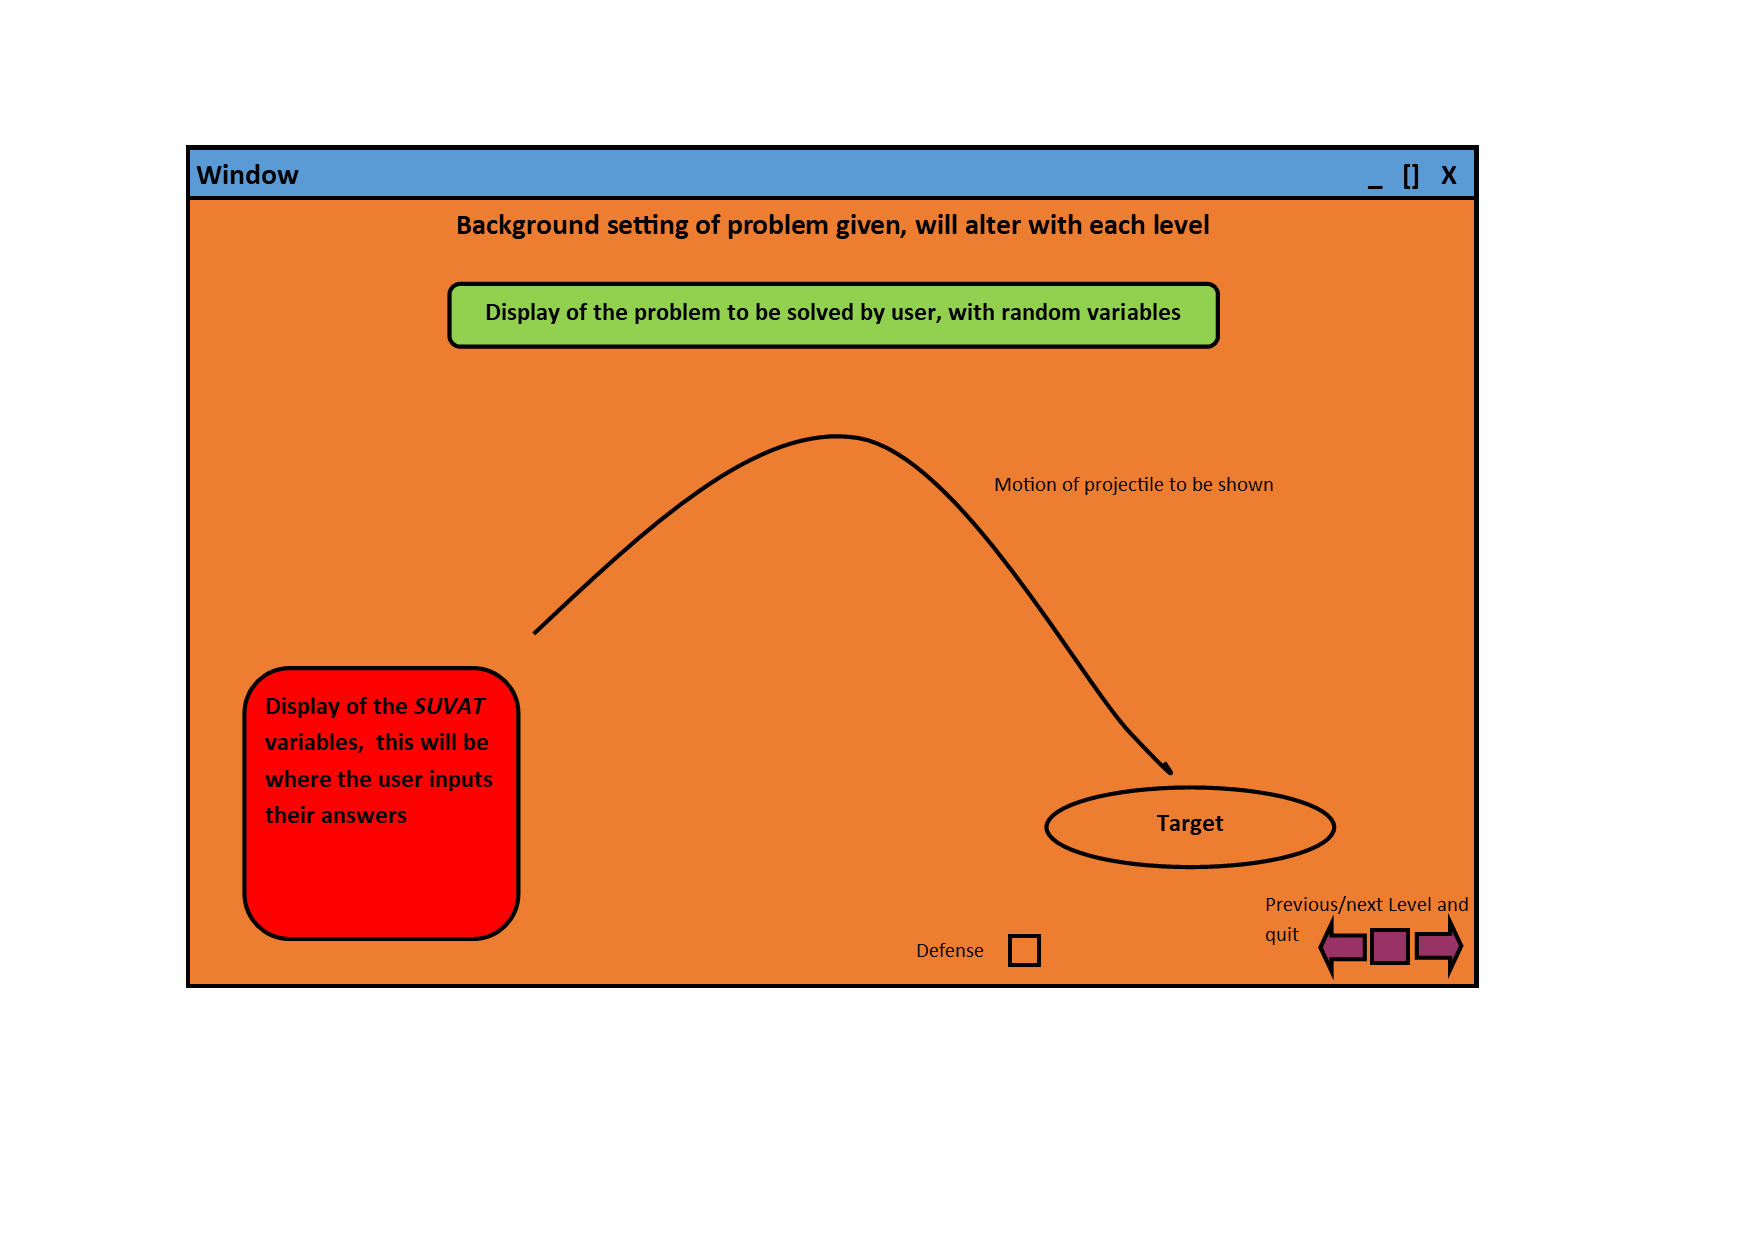 Window _ [] X
Background setting of problem given, will alter with each level
Display of the problem to be solved by user, with random variables
Motion of projectile to be shown
Display of the SUVAT
variables,  this will be
where the user inputs
their answers
Target
Previous/next Level and
quit
Defense